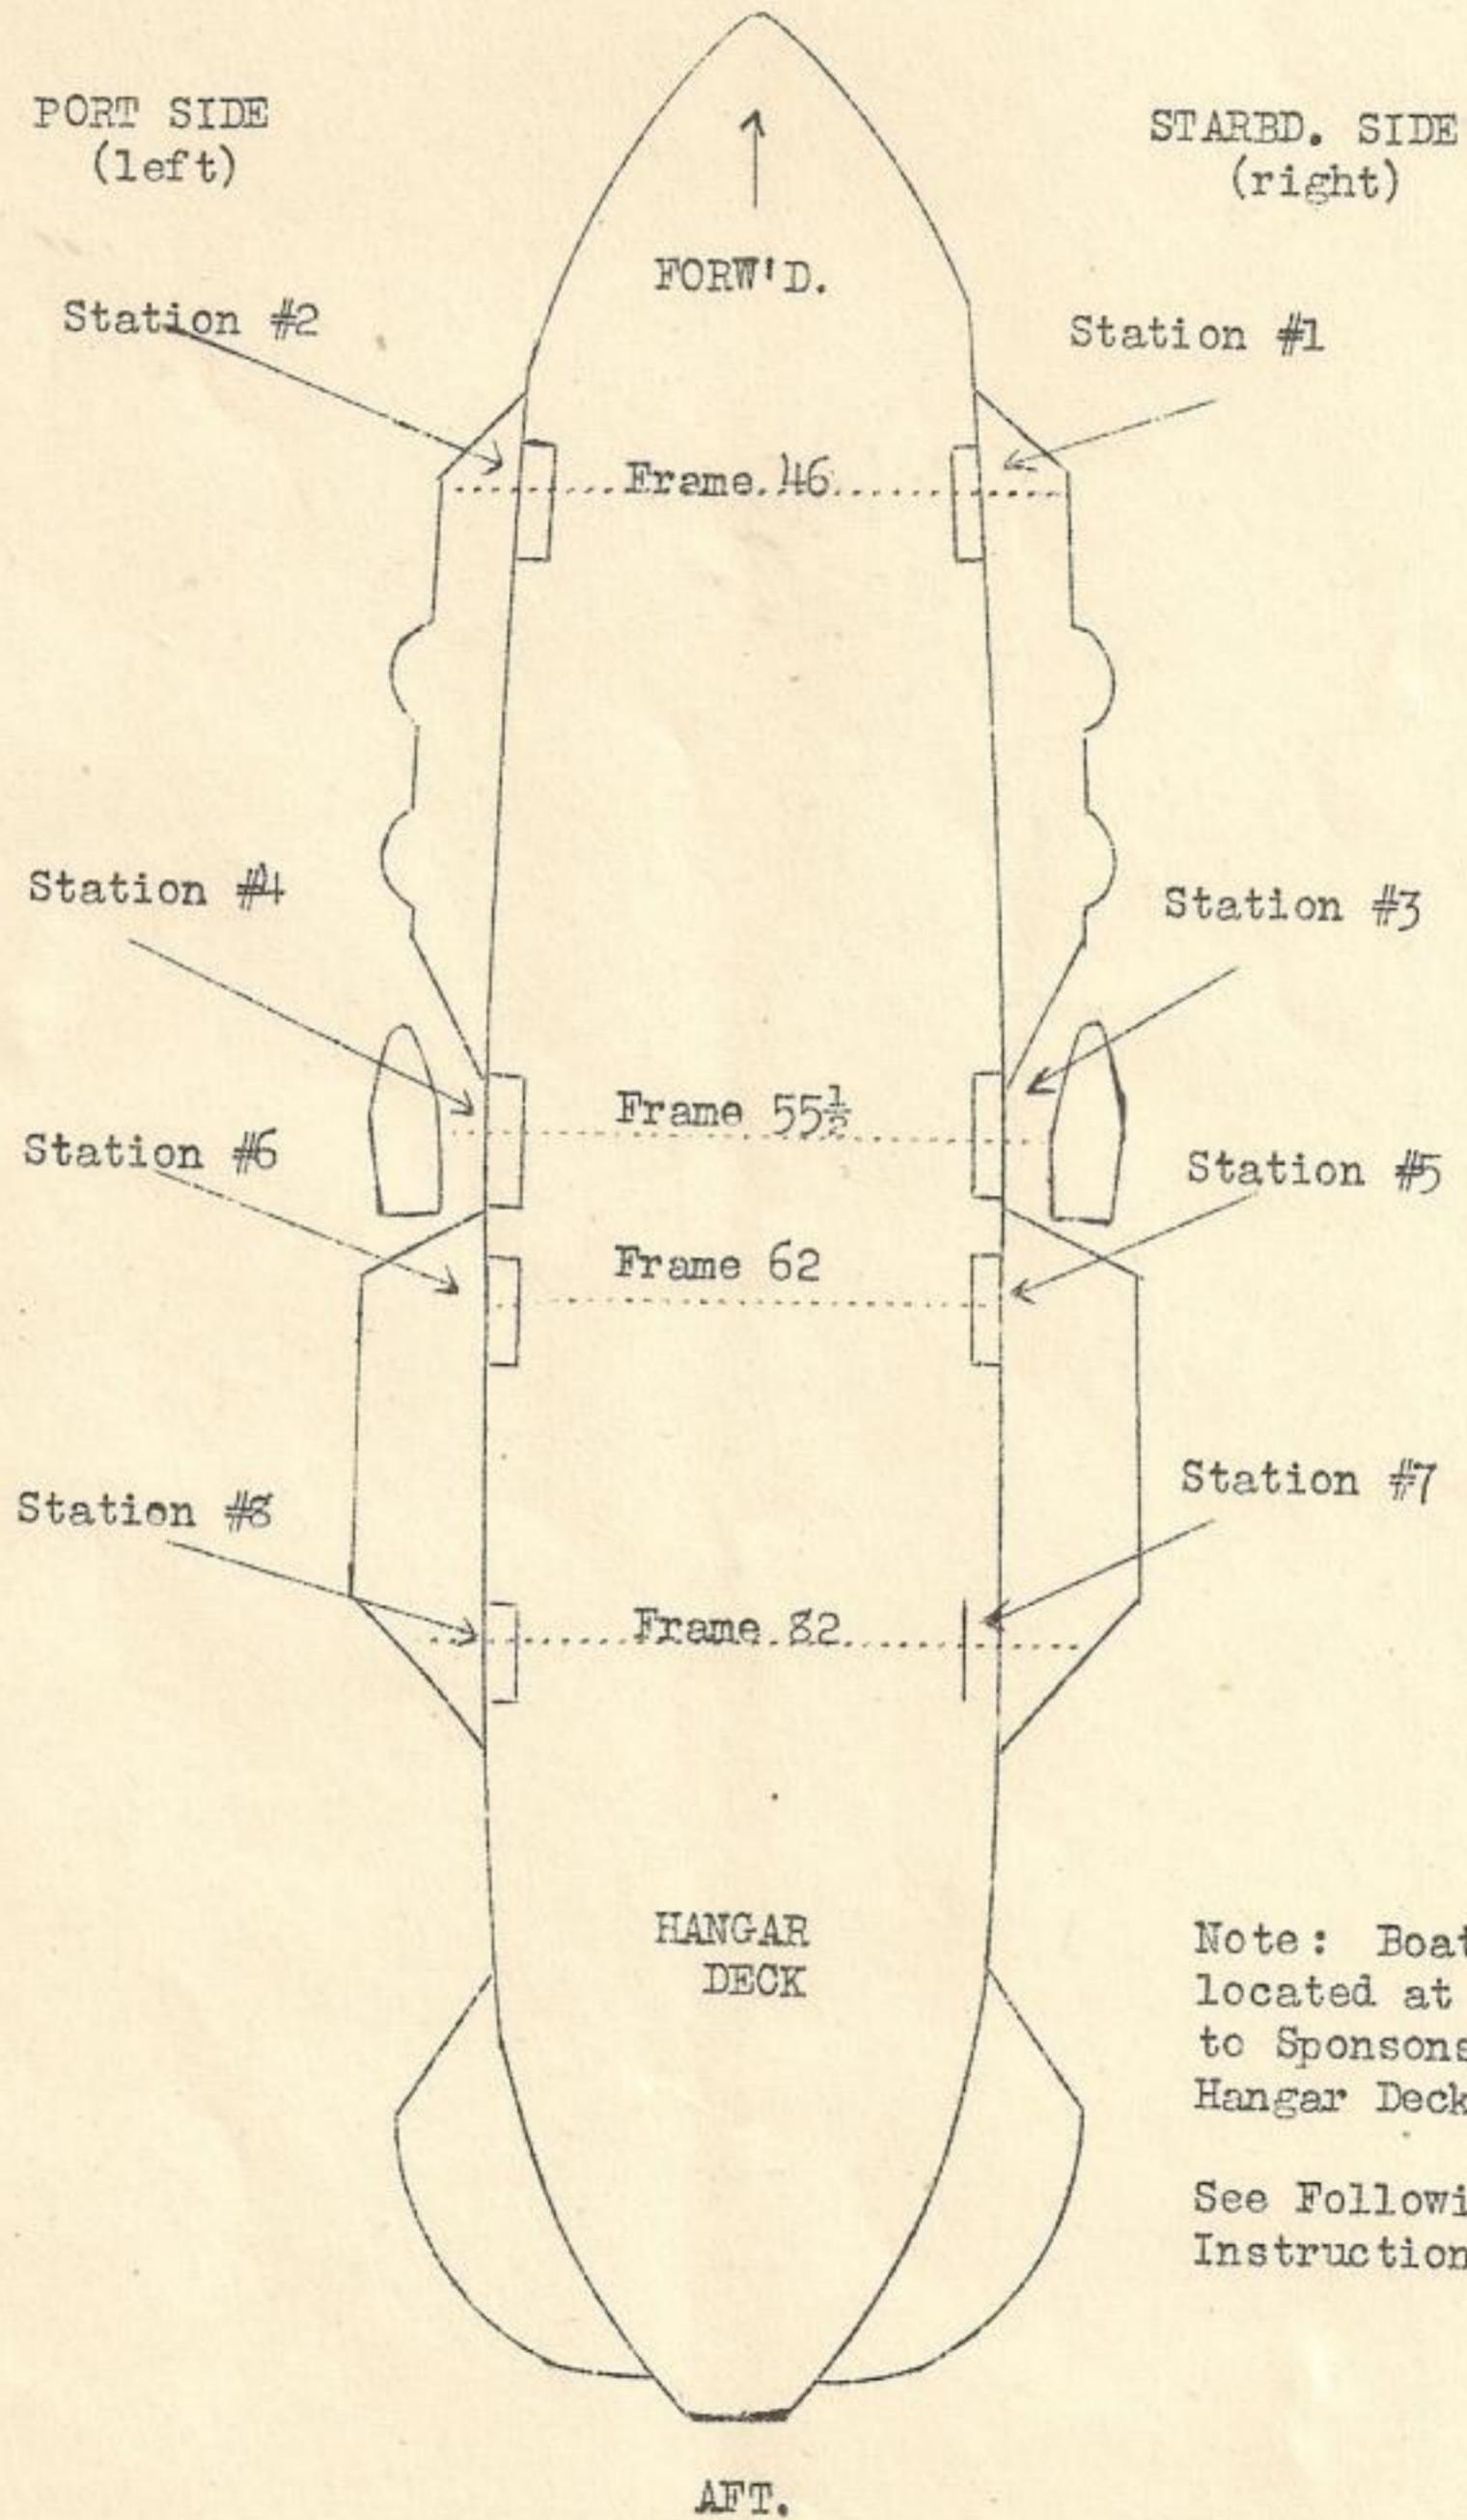 PORT SIDE
(left)
STARBD. SIDE
(right)
FORW'D.
Station #2
Station #1
Frame 46
Station #4
Station #3
Frame 55½
Station #6
Station #5
Frame 62
Station #8
Station #7
Frame 82
HANGAR
DECK
Note: Boat
located at
to Sponsons
Hangar Deck
See Followi
Instruction
AFT.